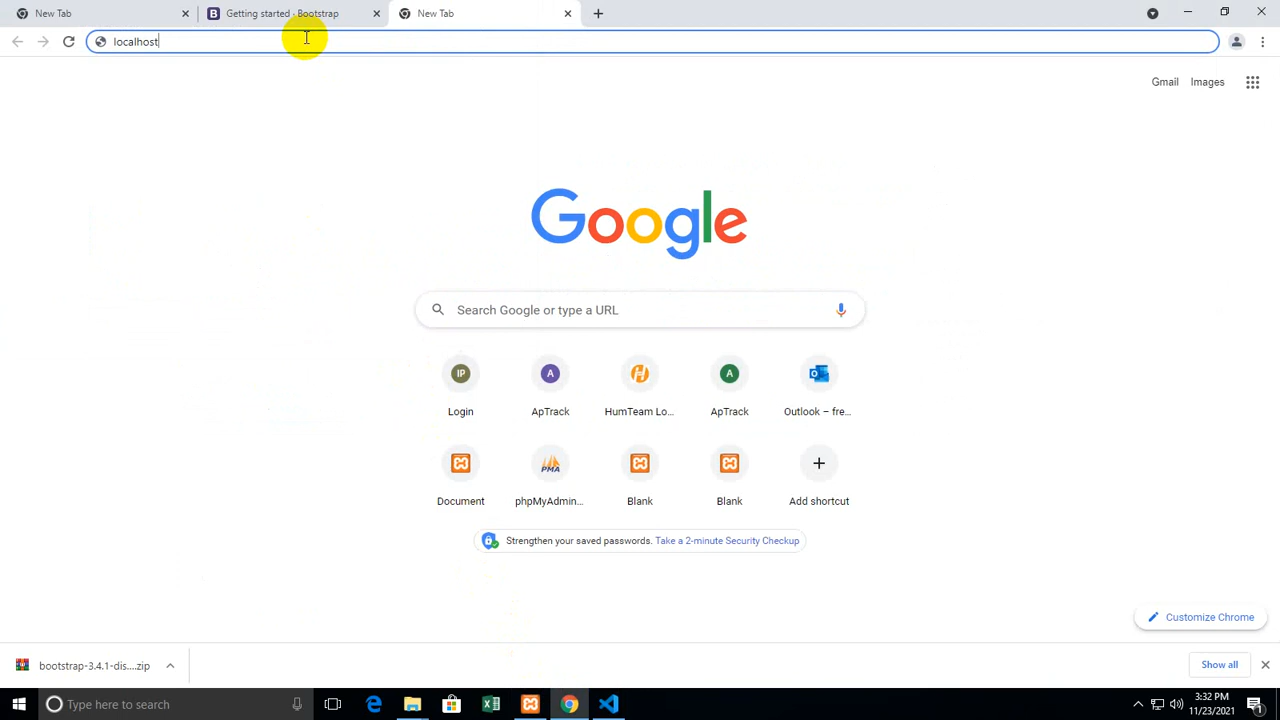 New Tab
Getting started · Bootstrap
New Tab
localhost
Gmail
Images
Google
Search Google or type a URL
IP
A
A
Login
ApTrack
HumTeam Lo...
ApTrack
Outlook – fre...
PMA
Document
phpMyAdmin...
Blank
Blank
Add shortcut
Strengthen your saved passwords. Take a 2-minute Security Checkup
Customize Chrome
bootstrap-3.4.1-dis....zip
Show all
Type here to search
3:32 PM
11/23/2021
1